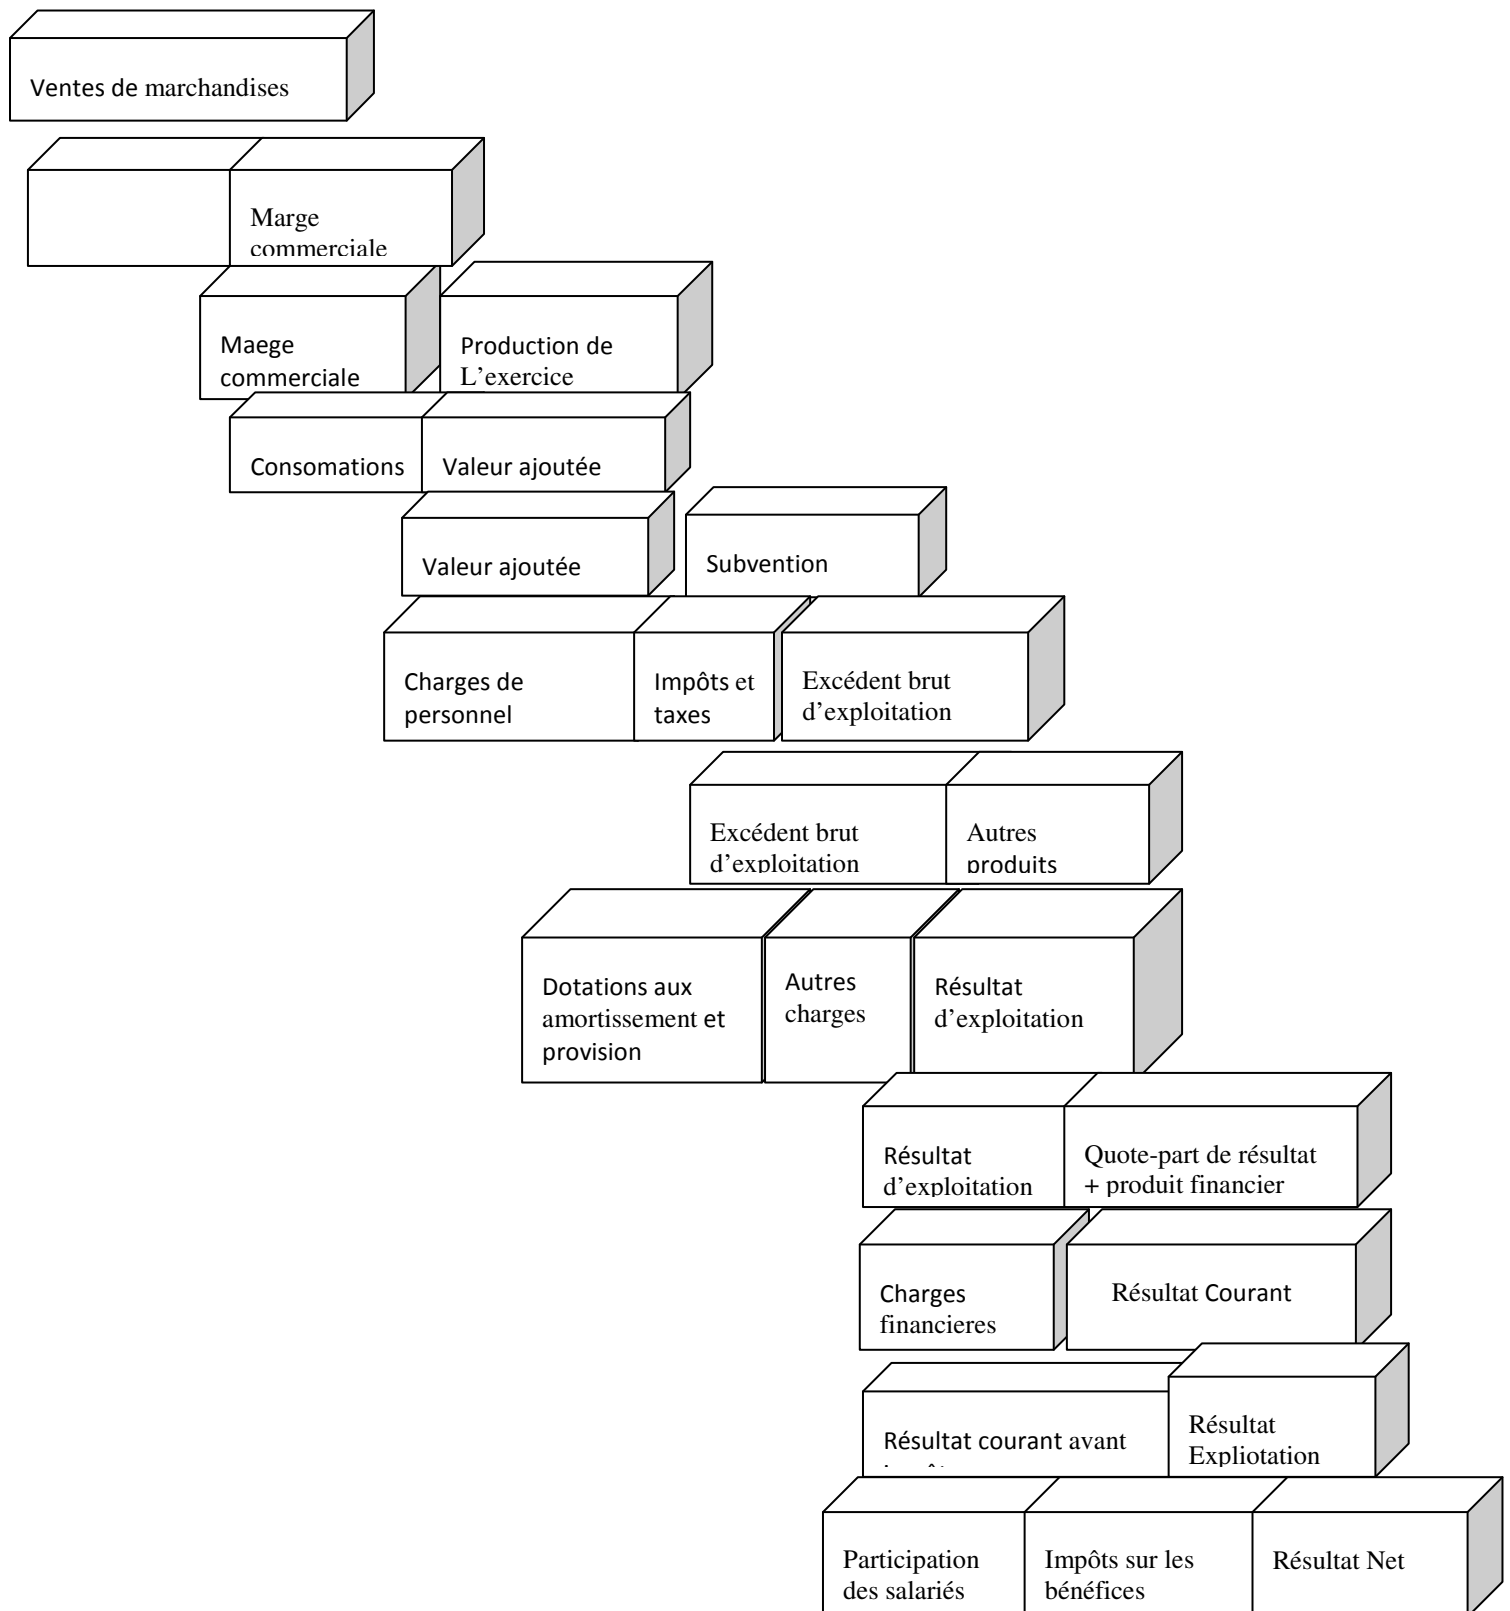 Ventes de marchandises
Marge
commerciale
Maege
commerciale
Production de
L’exercice
Consomations
Valeur ajoutée
Valeur ajoutée
Subvention
Charges de
personnel
Impôts et
taxes
Excédent brut
d’exploitation
Excédent brut
d’exploitation
Autres
produits
Dotations aux
amortissement et
provision
Autres
charges
Résultat
d’exploitation
Résultat
d’exploitation
Quote-part de résultat
+ produit financier
Charges
financieres
Résultat Courant
Résultat courant avant
Résultat
Expliotation
Participation
des salariés
Impôts sur les
bénéfices
Résultat Net